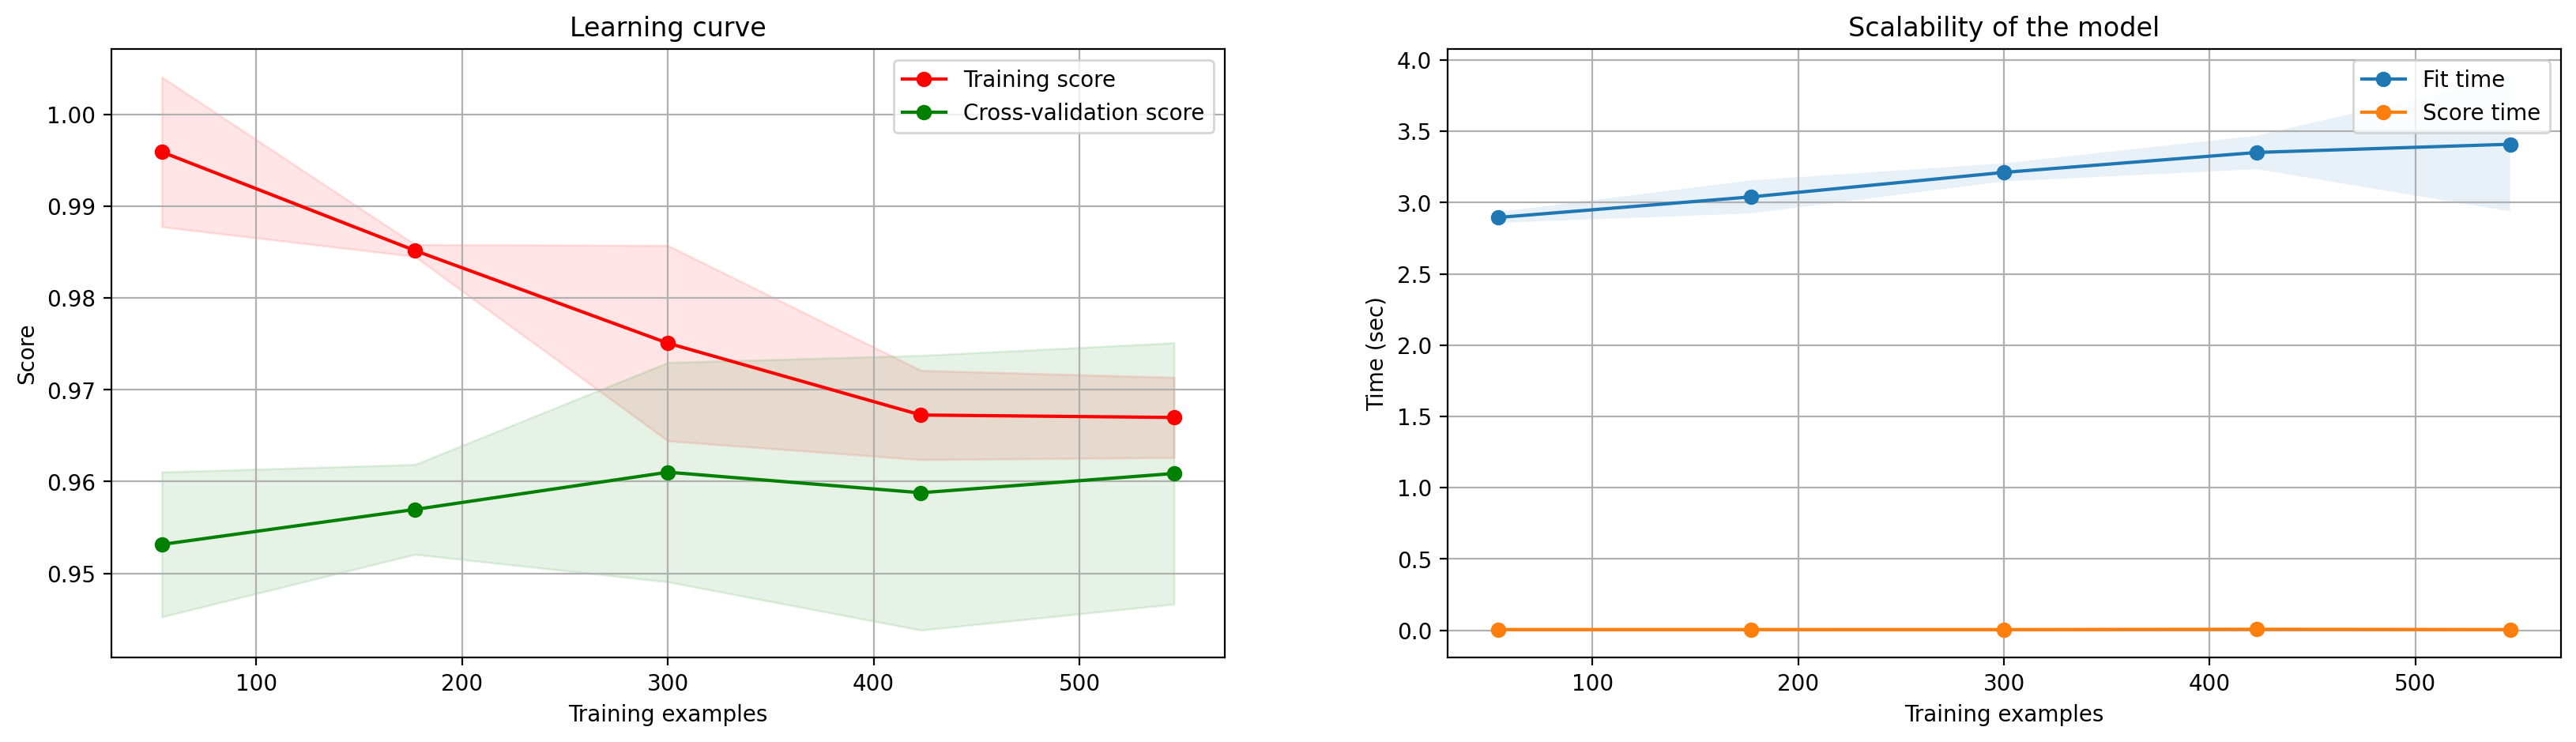 Learning curve
Training score
Cross-validation score
1.00
0.99
0.98
0.97
0.96
0.95
Score
100
200
300
400
500
Training examples
Scalability of the model
Fit time
Score time
4.0
3.5
3.0
2.5
2.0
1.5
1.0
0.5
0.0
Time (sec)
100
200
300
400
500
Training examples